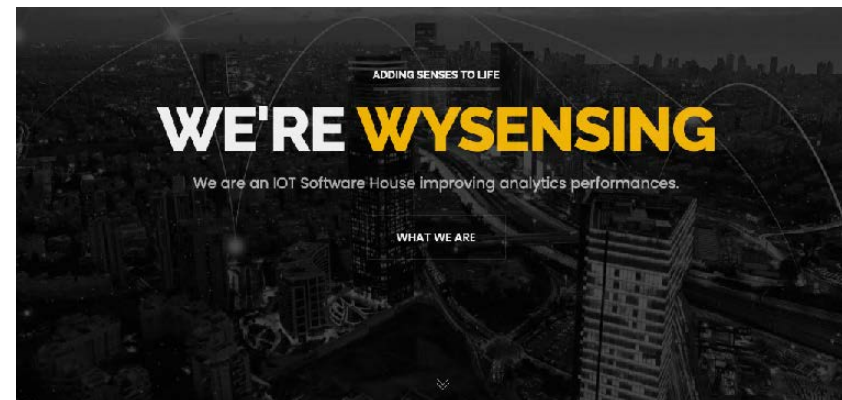 ADDING SENSES TO LIFE
WE'RE WYSENSING
We are an IOT Software House improving analytics performances.
WHAT WE ARE